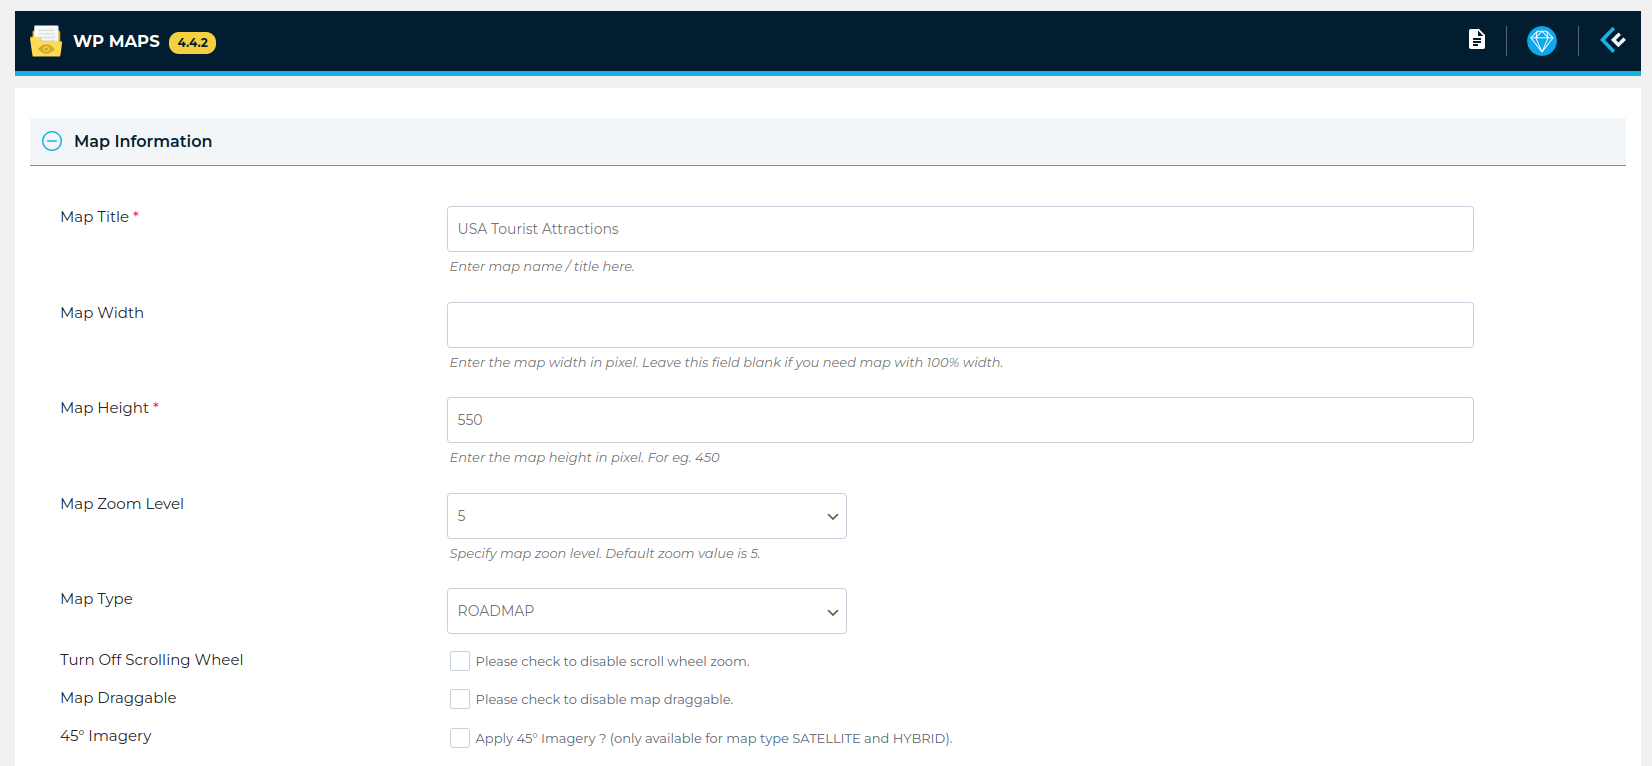 WP MAPS 4.4.2
Map Information
Map Title *
USA Tourist Attractions
Enter map name / title here.
Map Width
Enter the map width in pixel. Leave this field blank if you need map with 100% width.
Map Height *
550
Enter the map height in pixel. For eg. 450
Map Zoom Level
5
Specify map zoon level. Default zoom value is 5.
Map Type
ROADMAP
Turn Off Scrolling Wheel
Please check to disable scroll wheel zoom.
Map Draggable
Please check to disable map draggable.
45° Imagery
Apply 45° Imagery ? (only available for map type SATELLITE and HYBRID).